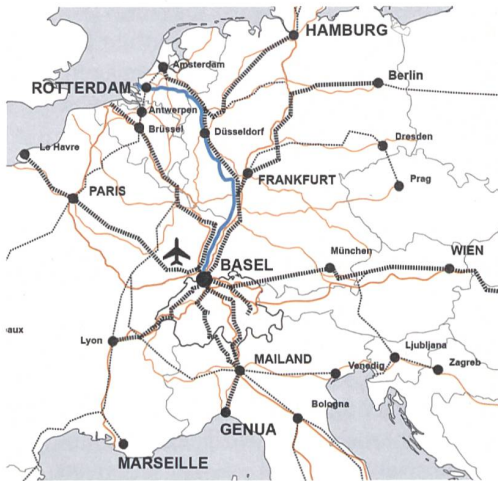 HAMBURG
Amsterdam
ROTTERDAM
Berlin
Antwerpen
Brüssel
Düsseldorf
Dresden
Le Havre
FRANKFURT
Prag
PARIS
München
WIEN
BASEL
eaux
Lyon
MAILAND
Venedig
Ljubljana
Zagreb
Bologna
GENUA
MARSEILLE